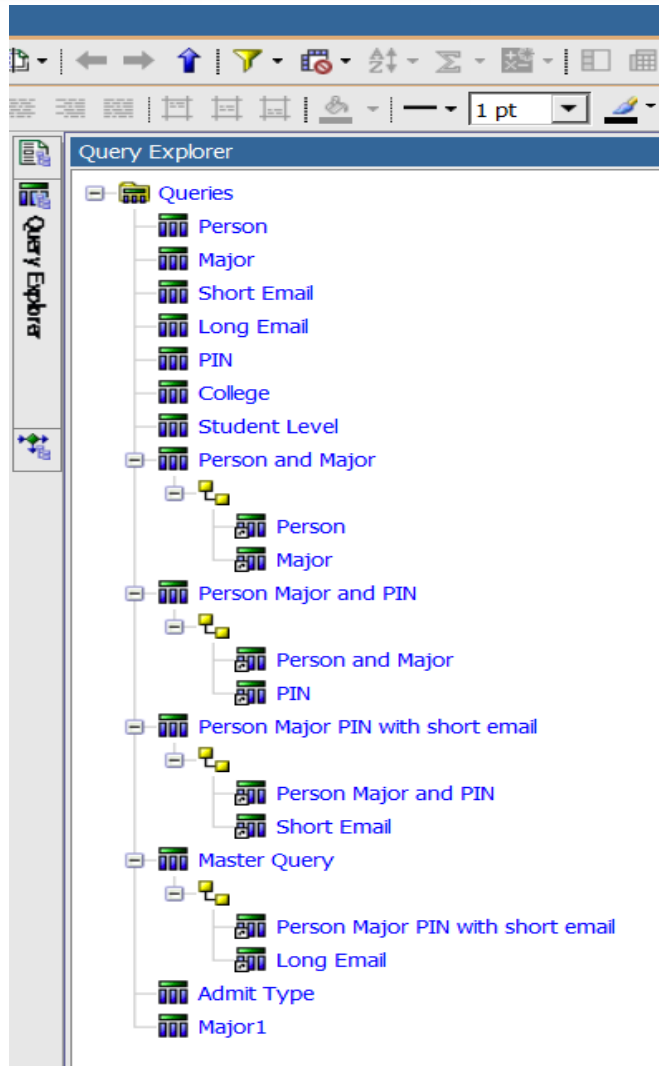 1 pt
Query Explorer
Query Explorer
Queries
Person
Major
Short Email
Long Email
PIN
College
Student Level
Person and Major
Person
Major
Person Major and PIN
Person and Major
PIN
Person Major PIN with short email
Person Major and PIN
Short Email
Master Query
Person Major PIN with short email
Long Email
Admit Type
Major1